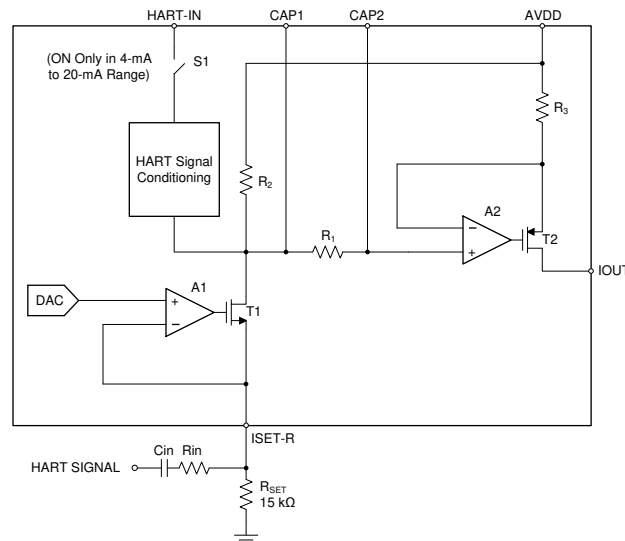 HART-IN
CAP1
CAP2
AVDD
(ON Only in 4-mA
to 20-mA Range)
S1
R3
HART Signal
Conditioning
R2
A2
R1
−
+
T2
IOUT
DAC
A1
+
−
T1
ISET-R
Cin
Rin
HART SIGNAL
RSET
15 kΩ